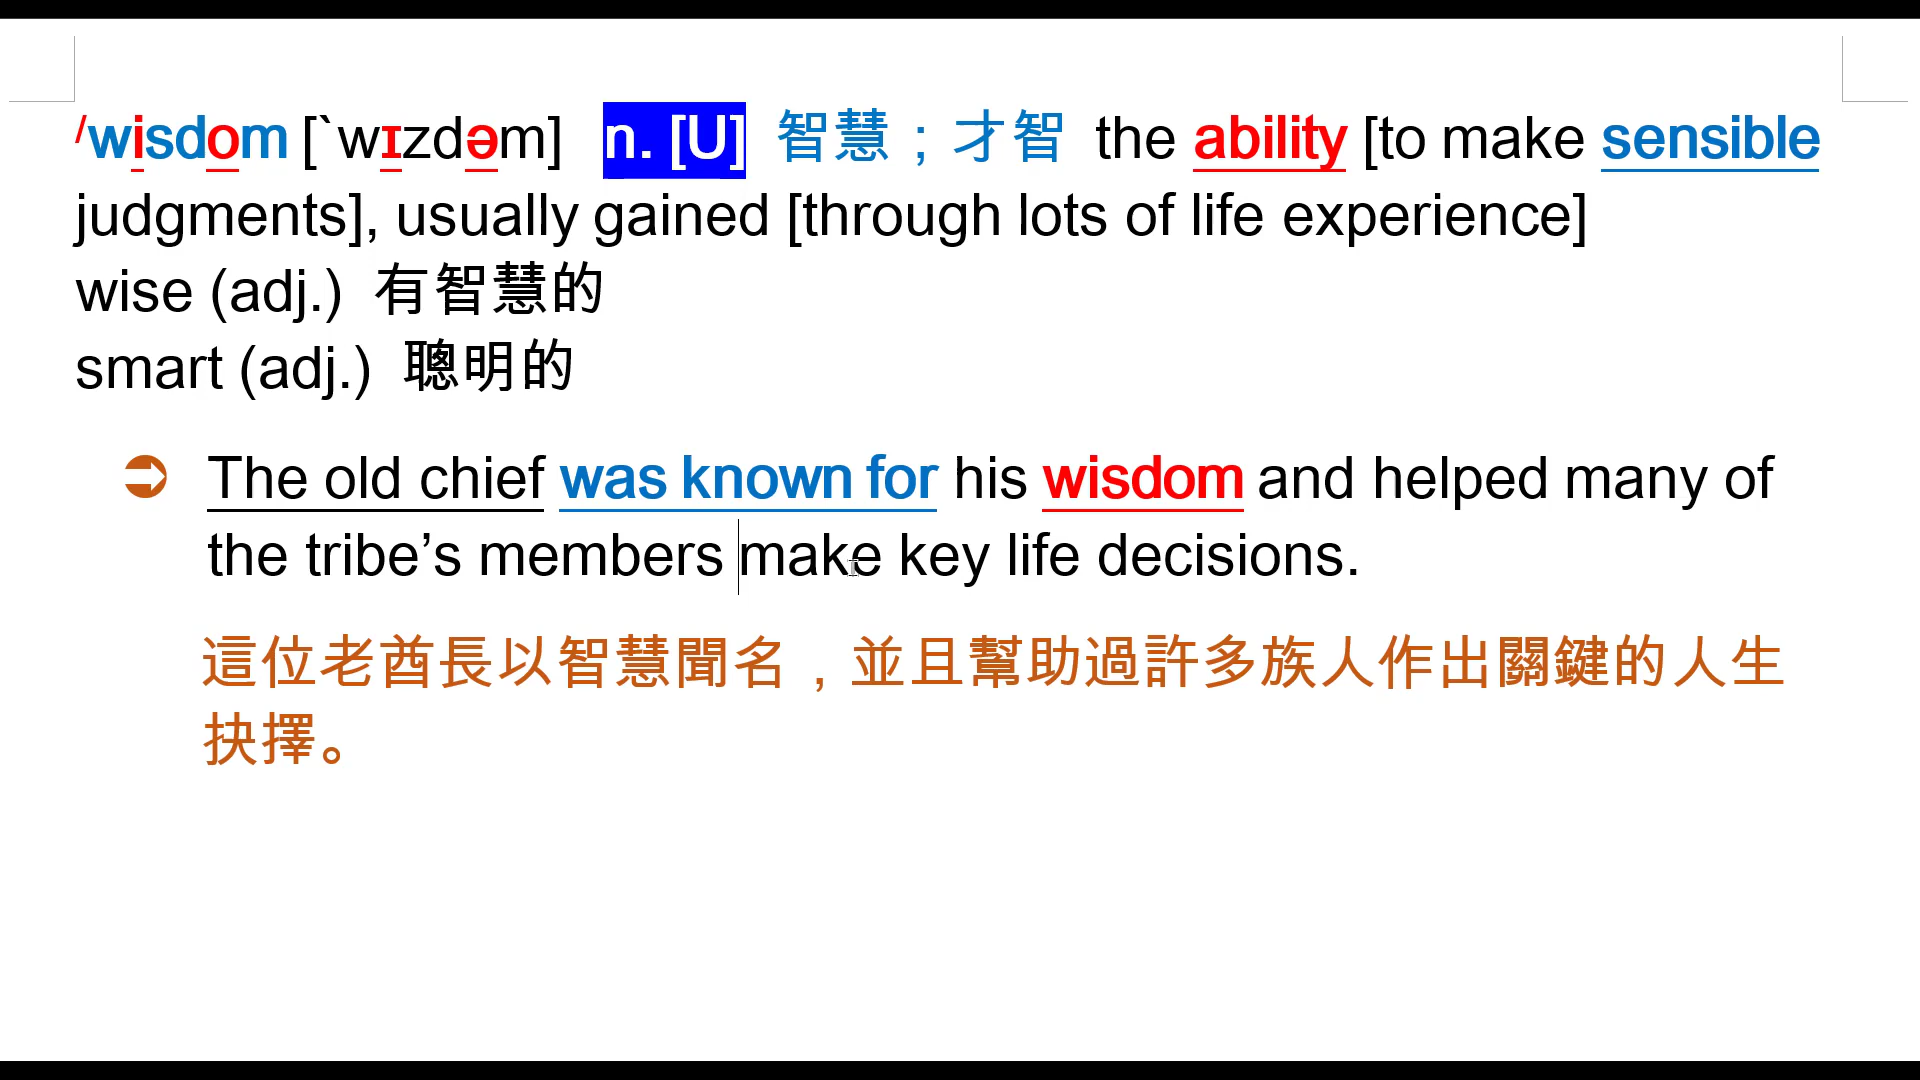 /wisdom [ˋwɪzdəm] n. [U] 智慧；才智 the ability [to make sensible
judgments], usually gained [through lots of life experience]
wise (adj.) 有智慧的
smart (adj.) 聰明的
➲ The old chief was known for his wisdom and helped many of
the tribe’s members make key life decisions.
這位老酋長以智慧聞名，並且幫助過許多族人作出關鍵的人生
抉擇。